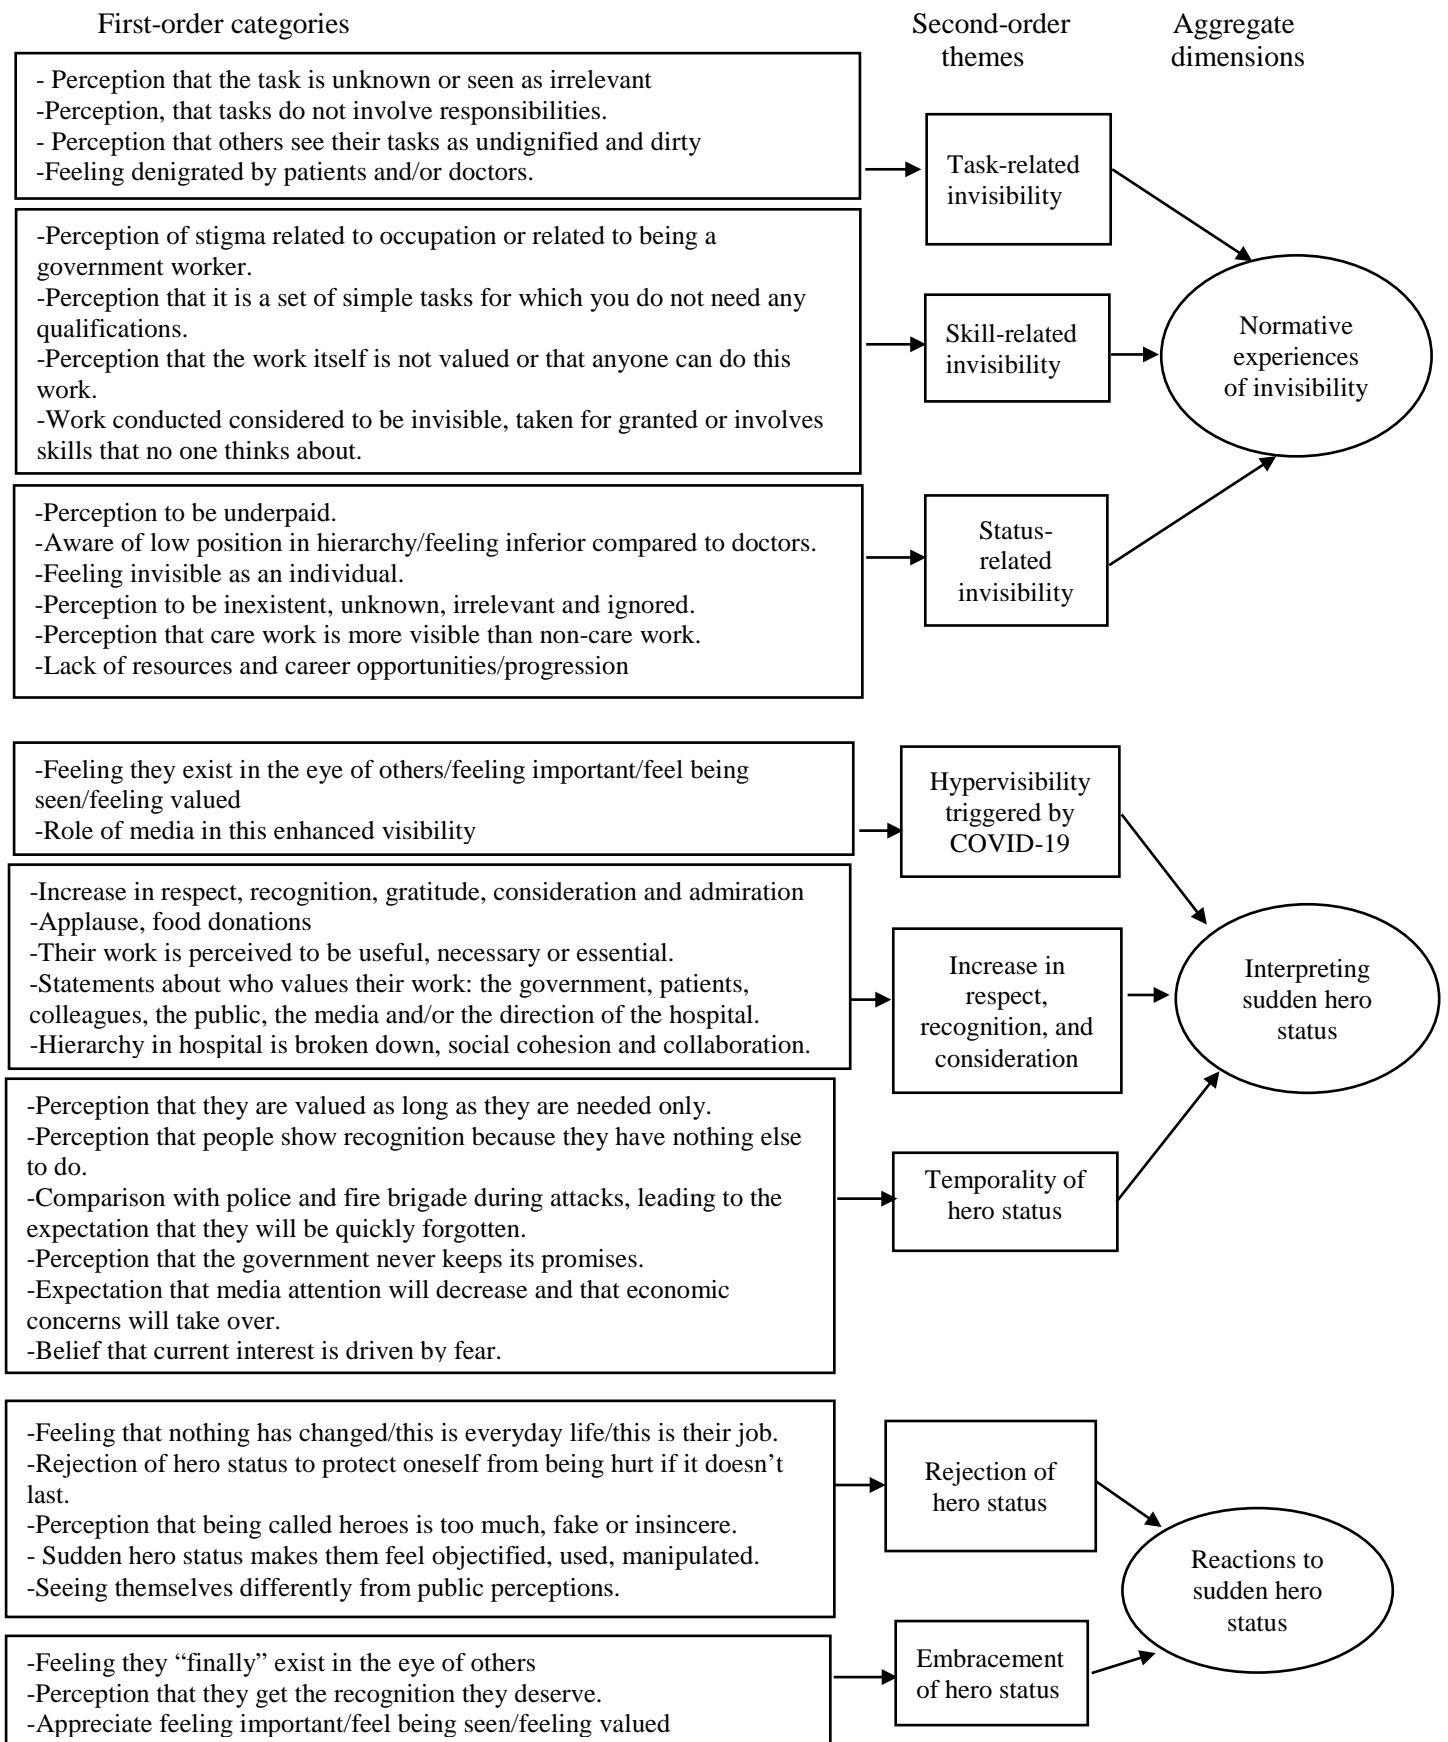 First-order categories
Second-order
themes
Aggregate
dimensions
- Perception that the task is unknown or seen as irrelevant
-Perception, that tasks do not involve responsibilities.
- Perception that others see their tasks as undignified and dirty
-Feeling denigrated by patients and/or doctors.
Task-related
invisibility
-Perception of stigma related to occupation or related to being a
government worker.
-Perception that it is a set of simple tasks for which you do not need any
qualifications.
-Perception that the work itself is not valued or that anyone can do this
work.
-Work conducted considered to be invisible, taken for granted or involves
skills that no one thinks about.
Skill-related
invisibility
Normative
experiences
of invisibility
-Perception to be underpaid.
-Aware of low position in hierarchy/feeling inferior compared to doctors.
-Feeling invisible as an individual.
-Perception to be inexistent, unknown, irrelevant and ignored.
-Perception that care work is more visible than non-care work.
-Lack of resources and career opportunities/progression
Status-
related
invisibility
-Feeling they exist in the eye of others/feeling important/feel being
seen/feeling valued
-Role of media in this enhanced visibility
Hypervisibility
triggered by
COVID-19
-Increase in respect, recognition, gratitude, consideration and admiration
-Applause, food donations
-Their work is perceived to be useful, necessary or essential.
-Statements about who values their work: the government, patients,
colleagues, the public, the media and/or the direction of the hospital.
-Hierarchy in hospital is broken down, social cohesion and collaboration.
Increase in
respect,
recognition, and
consideration
Interpreting
sudden hero
status
-Perception that they are valued as long as they are needed only.
-Perception that people show recognition because they have nothing else
to do.
-Comparison with police and fire brigade during attacks, leading to the
expectation that they will be quickly forgotten.
-Perception that the government never keeps its promises.
-Expectation that media attention will decrease and that economic
concerns will take over.
-Belief that current interest is driven by fear.
Temporality of
hero status
-Feeling that nothing has changed/this is everyday life/this is their job.
-Rejection of hero status to protect oneself from being hurt if it doesn’t
last.
-Perception that being called heroes is too much, fake or insincere.
- Sudden hero status makes them feel objectified, used, manipulated.
-Seeing themselves differently from public perceptions.
Rejection of
hero status
Reactions to
sudden hero
status
-Feeling they “finally” exist in the eye of others
-Perception that they get the recognition they deserve.
-Appreciate feeling important/feel being seen/feeling valued
Embracement
of hero status